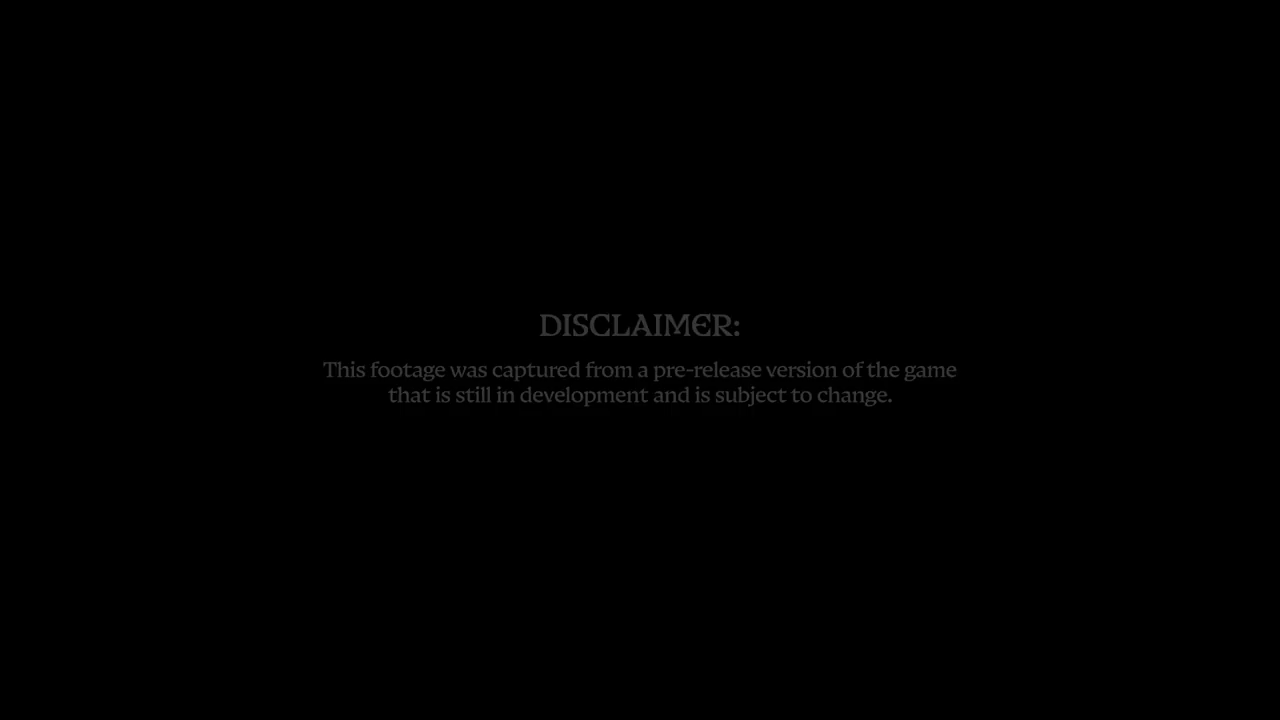 DISCLAIMER:
This footage was captured from a pre-release version of the game
that is still in development and is subject to change.